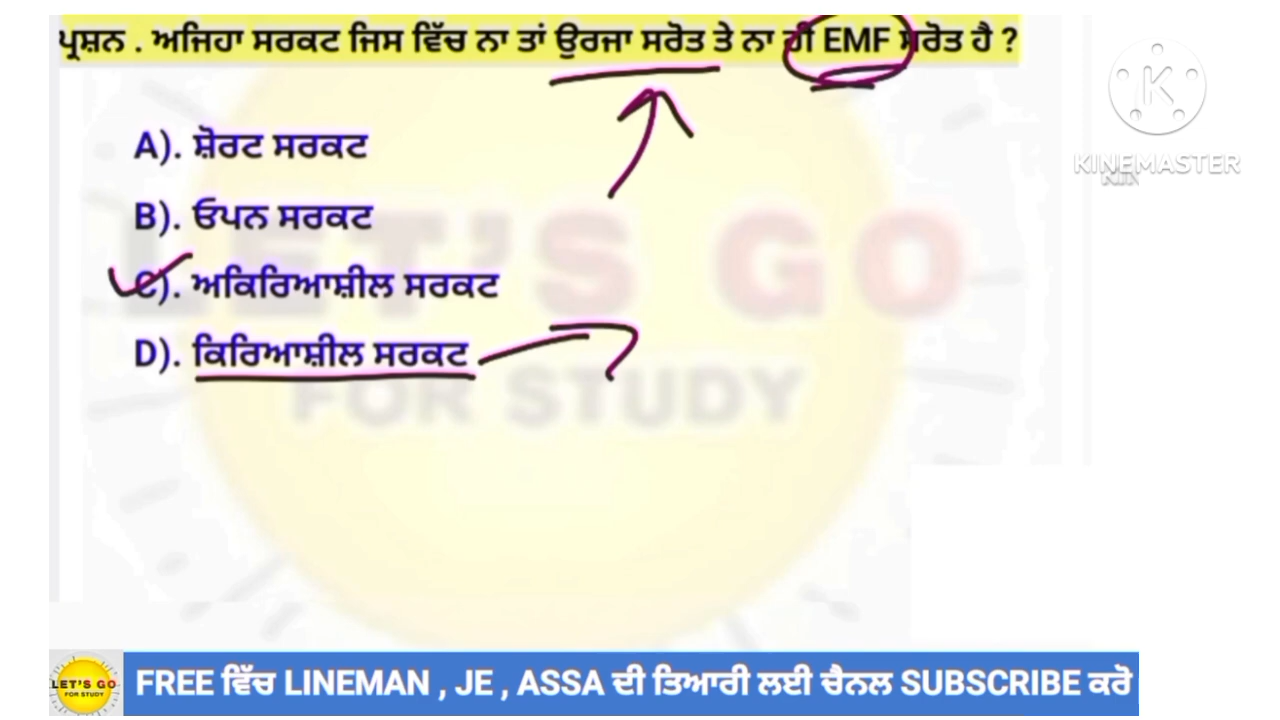 ਪ੍ਰਸ਼ਨ . ਅਜਿਹਾ ਸਰਕਟ ਜਿਸ ਵਿੱਚ ਨਾ ਤਾਂ ਉਰਜਾ ਸਰੋਤ ਤੇ ਨਾ ਹੀ EMF ਸਰੋਤ ਹੈ ?
KINEMASTER
A). ਸ਼ੋਰਟ ਸਰਕਟ
B). ਓਪਨ ਸਰਕਟ
C). ਅਕਿਰਿਆਸ਼ੀਲ ਸਰਕਟ
D). ਕਿਰਿਆਸ਼ੀਲ ਸਰਕਟ
LET'S GO
FOR STUDY
LET'S GO
FOR STUDY
FREE ਵਿੱਚ LINEMAN , JE , ASSA ਦੀ ਤਿਆਰੀ ਲਈ ਚੈਨਲ SUBSCRIBE ਕਰੋ